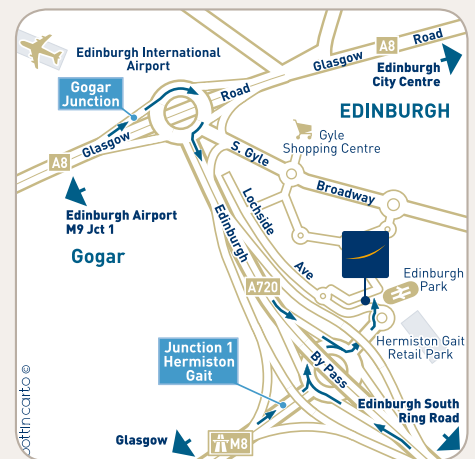 Edinburgh International
Airport
Gogar
Junction
Glasgow
Road
A8
Glasgow
Road
A8
Edinburgh
City Centre
EDINBURGH
Gyle
Shopping Centre
S. Gyle
Broadway
Edinburgh Airport
M9 Jct 1
Gogar
Lochside
Ave
Edinburgh
A720
By Pass
Edinburgh
Park
Hermiston Gait
Retail Park
Junction 1
Hermiston
Gait
Edinburgh South
Ring Road
Glasgow
M8
ottin carto ©